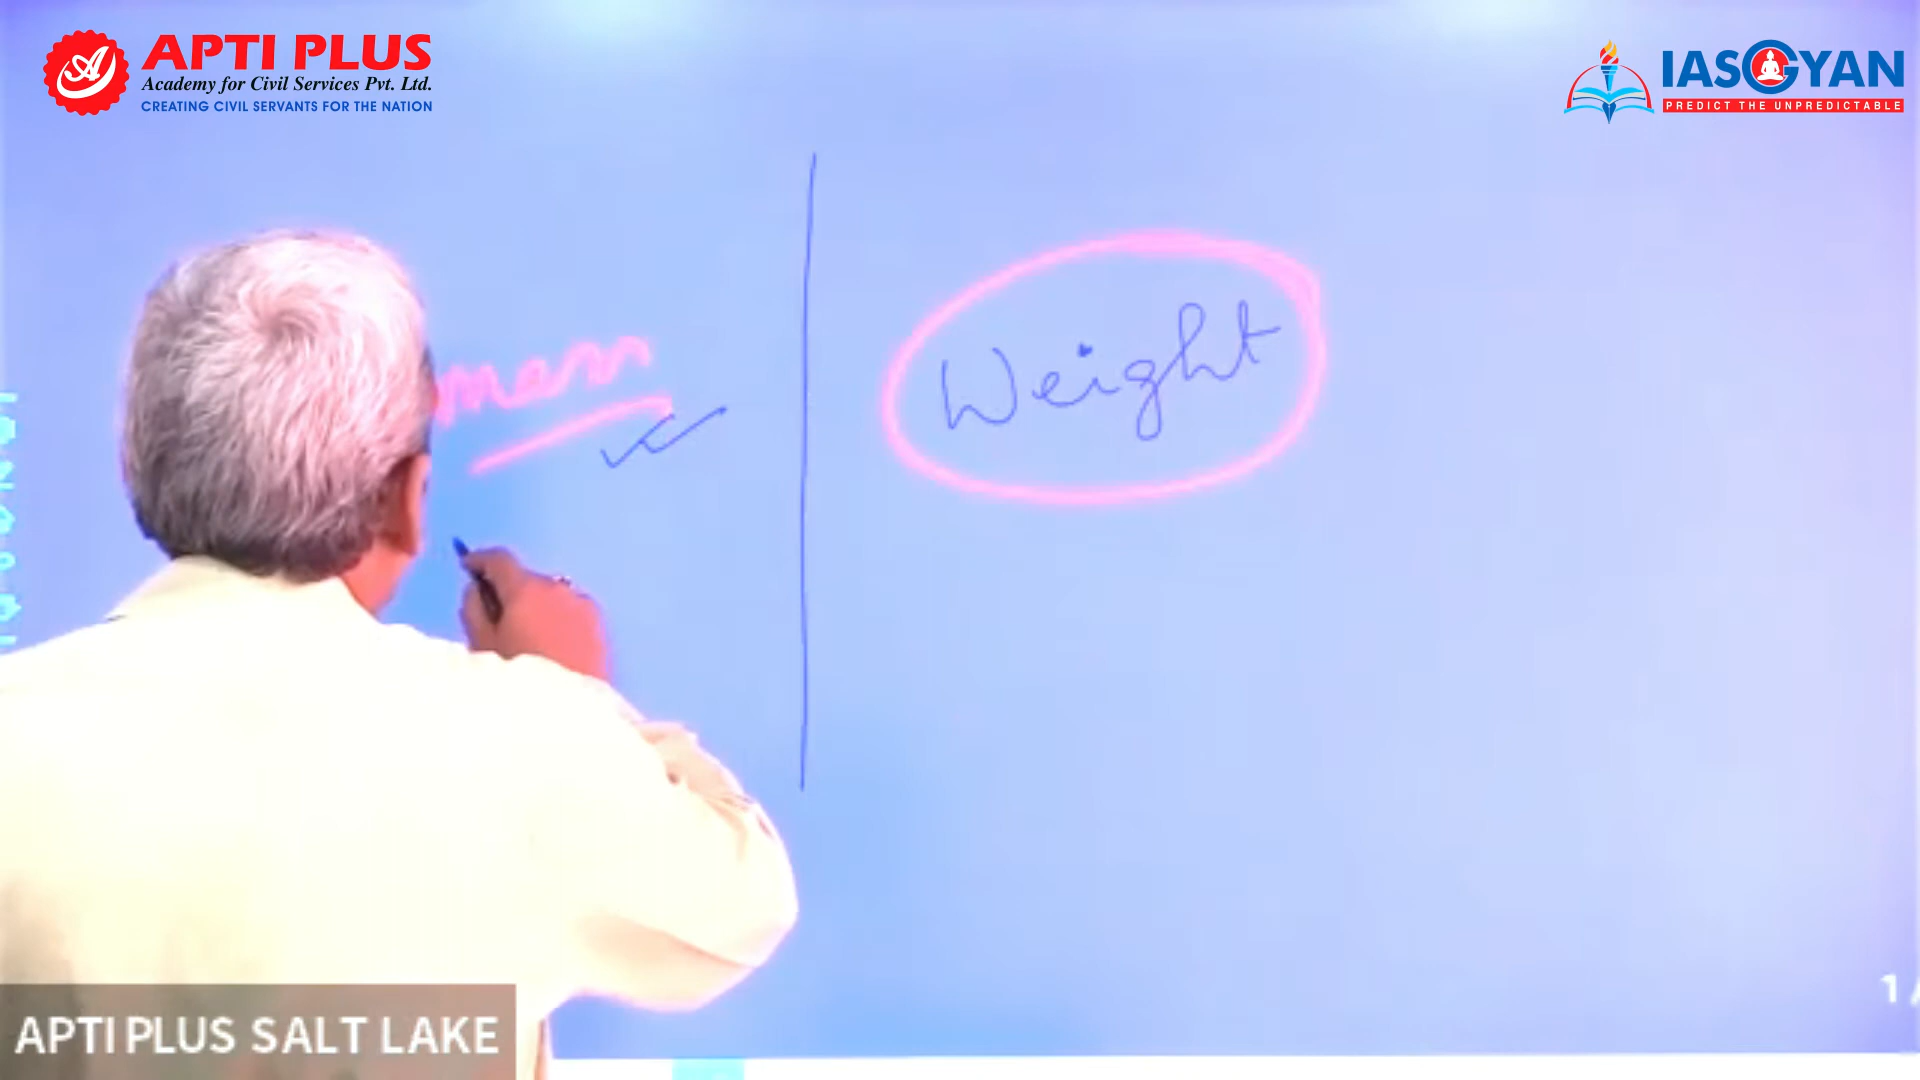 APTI PLUS
Academy for Civil Services Pvt. Ltd.
CREATING CIVIL SERVANTS FOR THE NATION
IASGYAN
PREDICT THE UNPREDICTABLE
mass
Weight
1/
APTI PLUS SALT LAKE